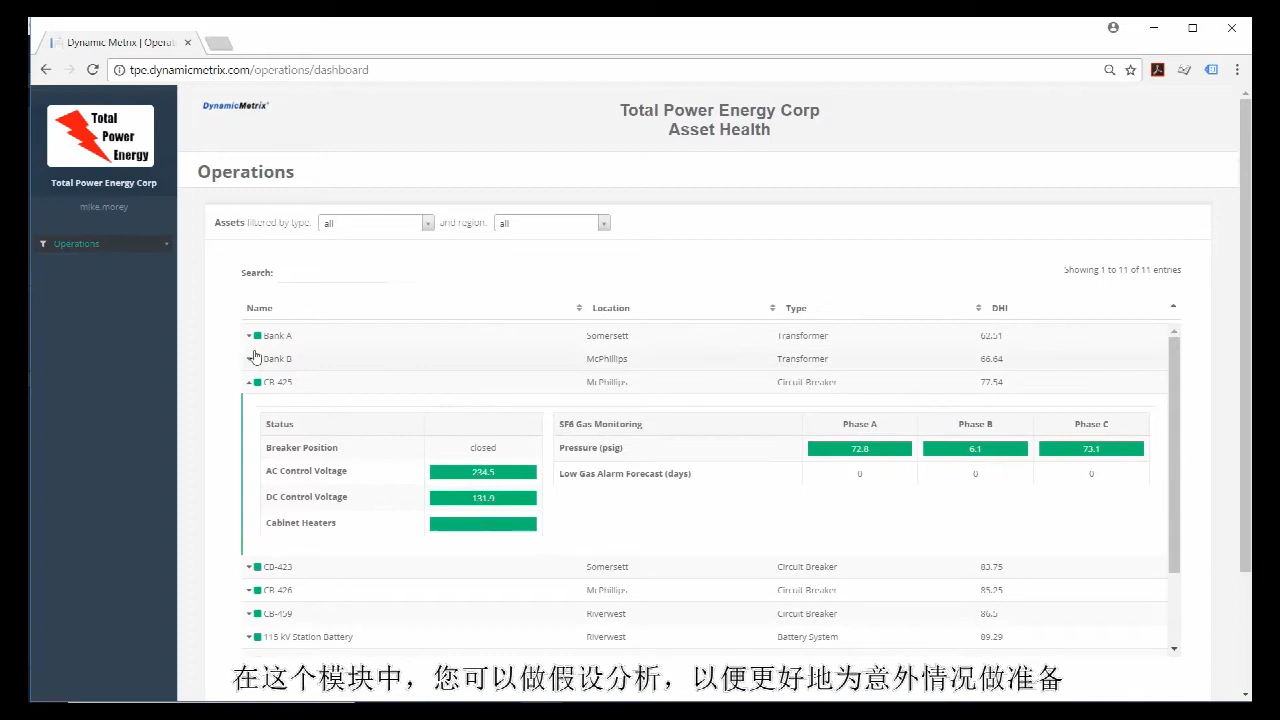 Dynamic Metrix | Operat
tpe.dynamicmetrix.com/operations/dashboard
Total
Power
Energy
Total Power Energy Corp
mike.morey
Operations
DynamicMetrix
Total Power Energy Corp
Asset Health
Operations
Assets filtered by type: all and region: all
Search:
Showing 1 to 11 of 11 entries
Name Location Type DHI
Bank A Somersett Transformer 62.51
Bank B McPhillips Transformer 66.64
CB-425 McPhillips Circuit Breaker 77.54
Status
Breaker Position closed
AC Control Voltage 234.5
DC Control Voltage 131.9
Cabinet Heaters
SF6 Gas Monitoring Phase A Phase B Phase C
Pressure (psig) 72.8 6.1 73.1
Low Gas Alarm Forecast (days) 0 0 0
CB-423 Somersett Circuit Breaker 83.75
CB-426 McPhillips Circuit Breaker 85.25
CB-459 Riverwest Circuit Breaker 86.5
115 kV Station Battery Riverwest Battery System 89.29
在这个模块中，您可以做假设分析，以便更好地为意外情况做准备